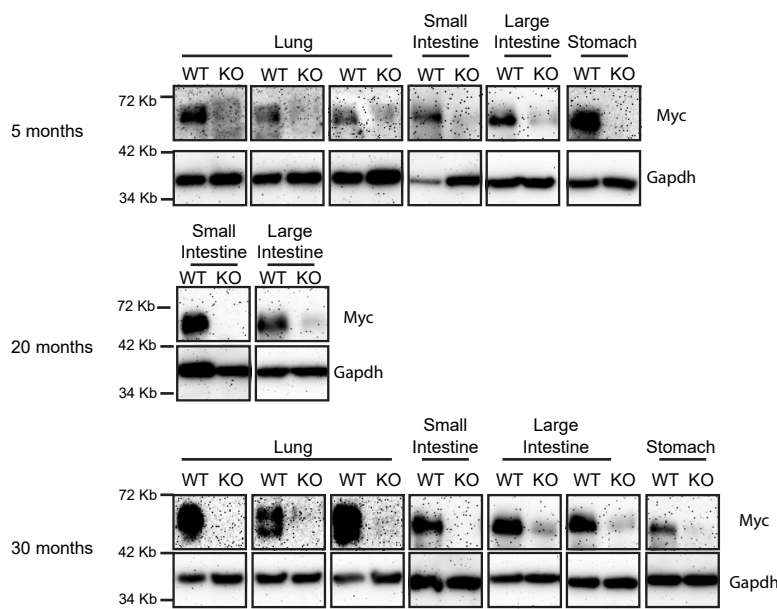 Small Large
Lung Intestine Intestine Stomach
WT KO WT KO WT KO WT KO WT KO WT KO
72 Kb
Myc
5 months
42 Kb
Gapdh
34 Kb
Small Large
Intestine Intestine
WT KO WT KO
72 Kb
Myc
20 months
42 Kb
Gapdh
34 Kb
Small Large
Lung Intestine Intestine Stomach
WT KO WT KO WT KO WT KO WT KO WT KO WT KO
72 Kb
Myc
30 months
42 Kb
Gapdh
34 Kb